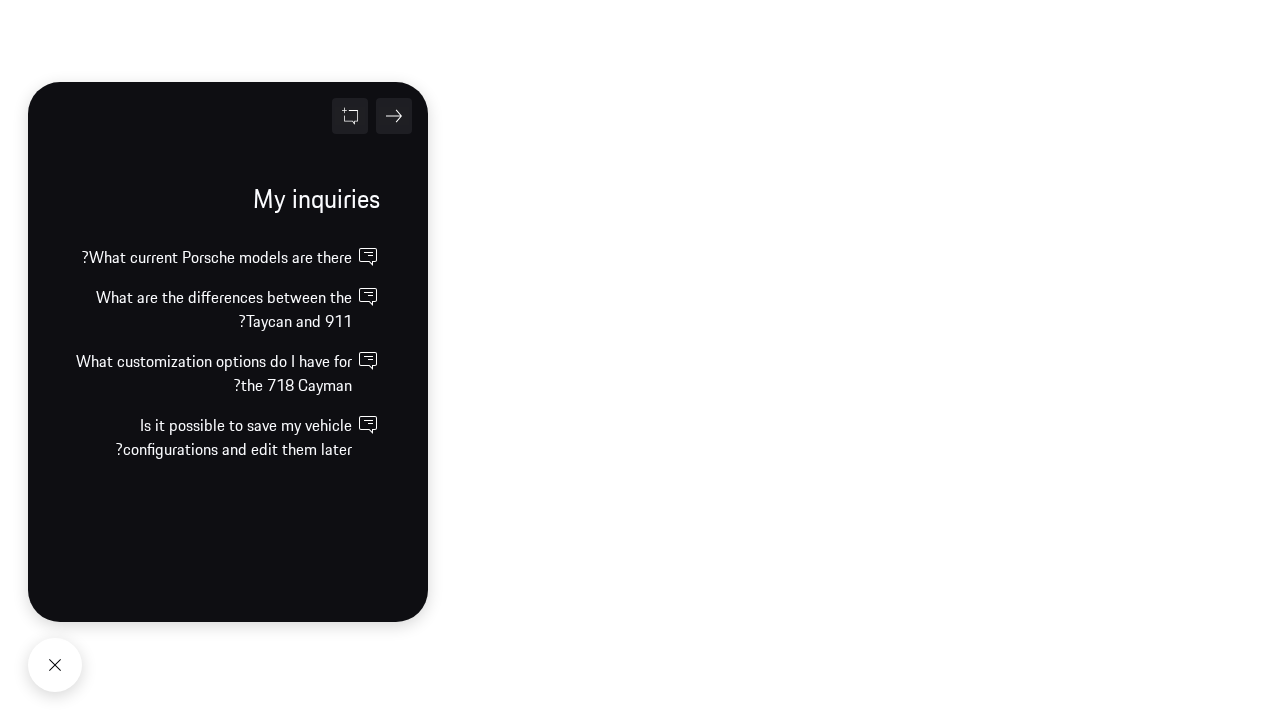 My inquiries
?What current Porsche models are there
What are the differences between the
?Taycan and 911
What customization options do I have for
?the 718 Cayman
Is it possible to save my vehicle
?configurations and edit them later